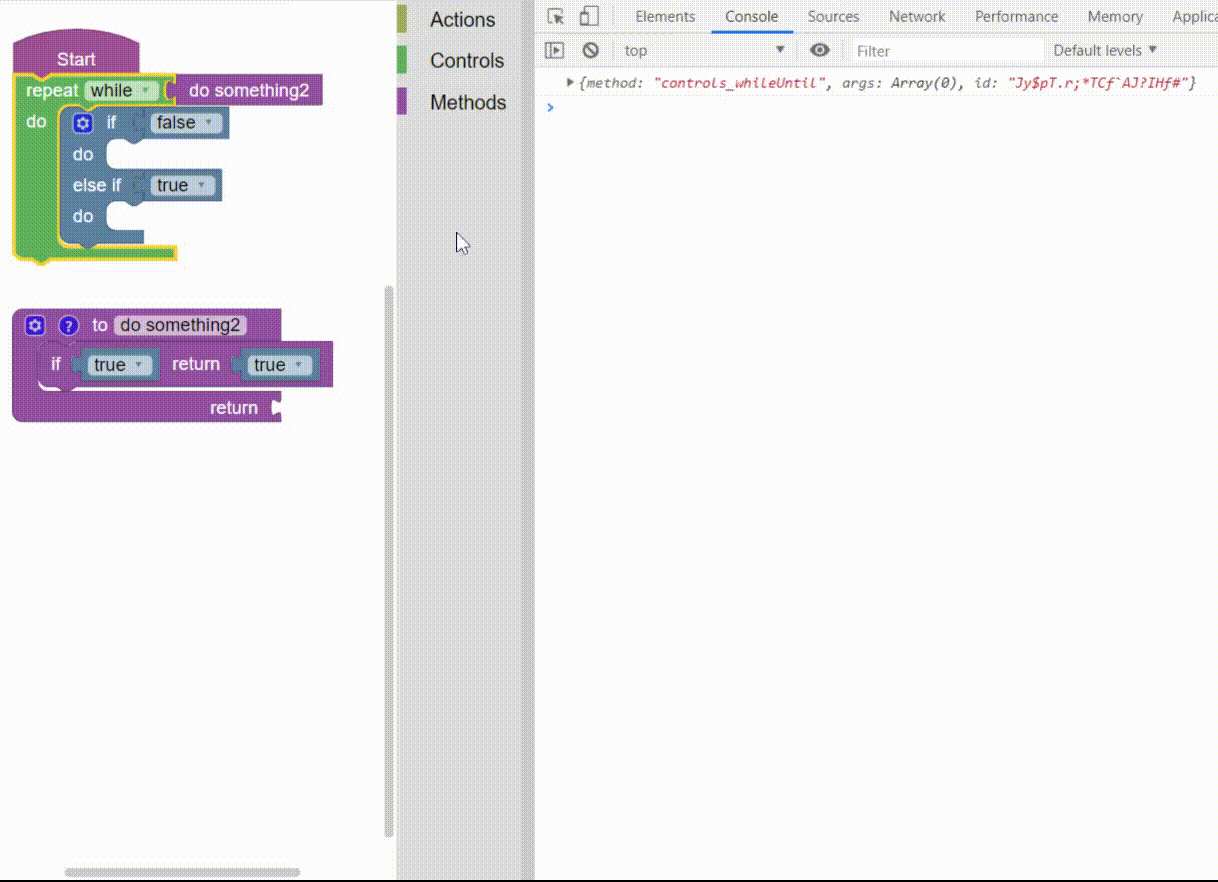 Start
repeat while do something2
do if false
do
else if true
do
to do something2
if true return true
return
Actions
Controls
Methods
Elements Console Sources Network Performance Memory Applica
top Filter Default levels
{method: "controls_whileUntil", args: Array(0), id: "Jy$pT.r;*TCf`AJ?IHf#"}